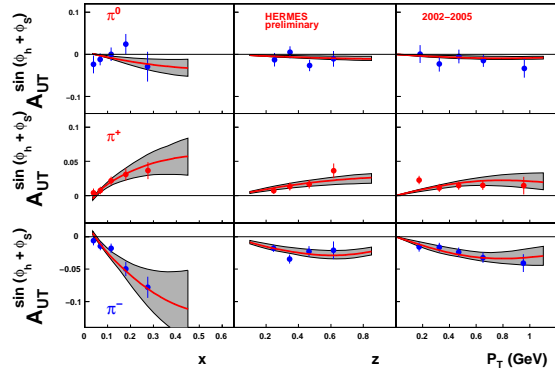 π⁰
HERMES
preliminary
2002-2005
A_UT^sin (ϕ_h + ϕ_S)
0
−0.1
π⁺
A_UT^sin (ϕ_h + ϕ_S)
0.1
0.05
0
π⁻
A_UT^sin (ϕ_h + ϕ_S)
0
−0.05
−0.1
0 0.1 0.2 0.3 0.4 0.5 0.6 0 0.2 0.4 0.6 0.8 0 0.2 0.4 0.6 0.8 1
x z P_T (GeV)